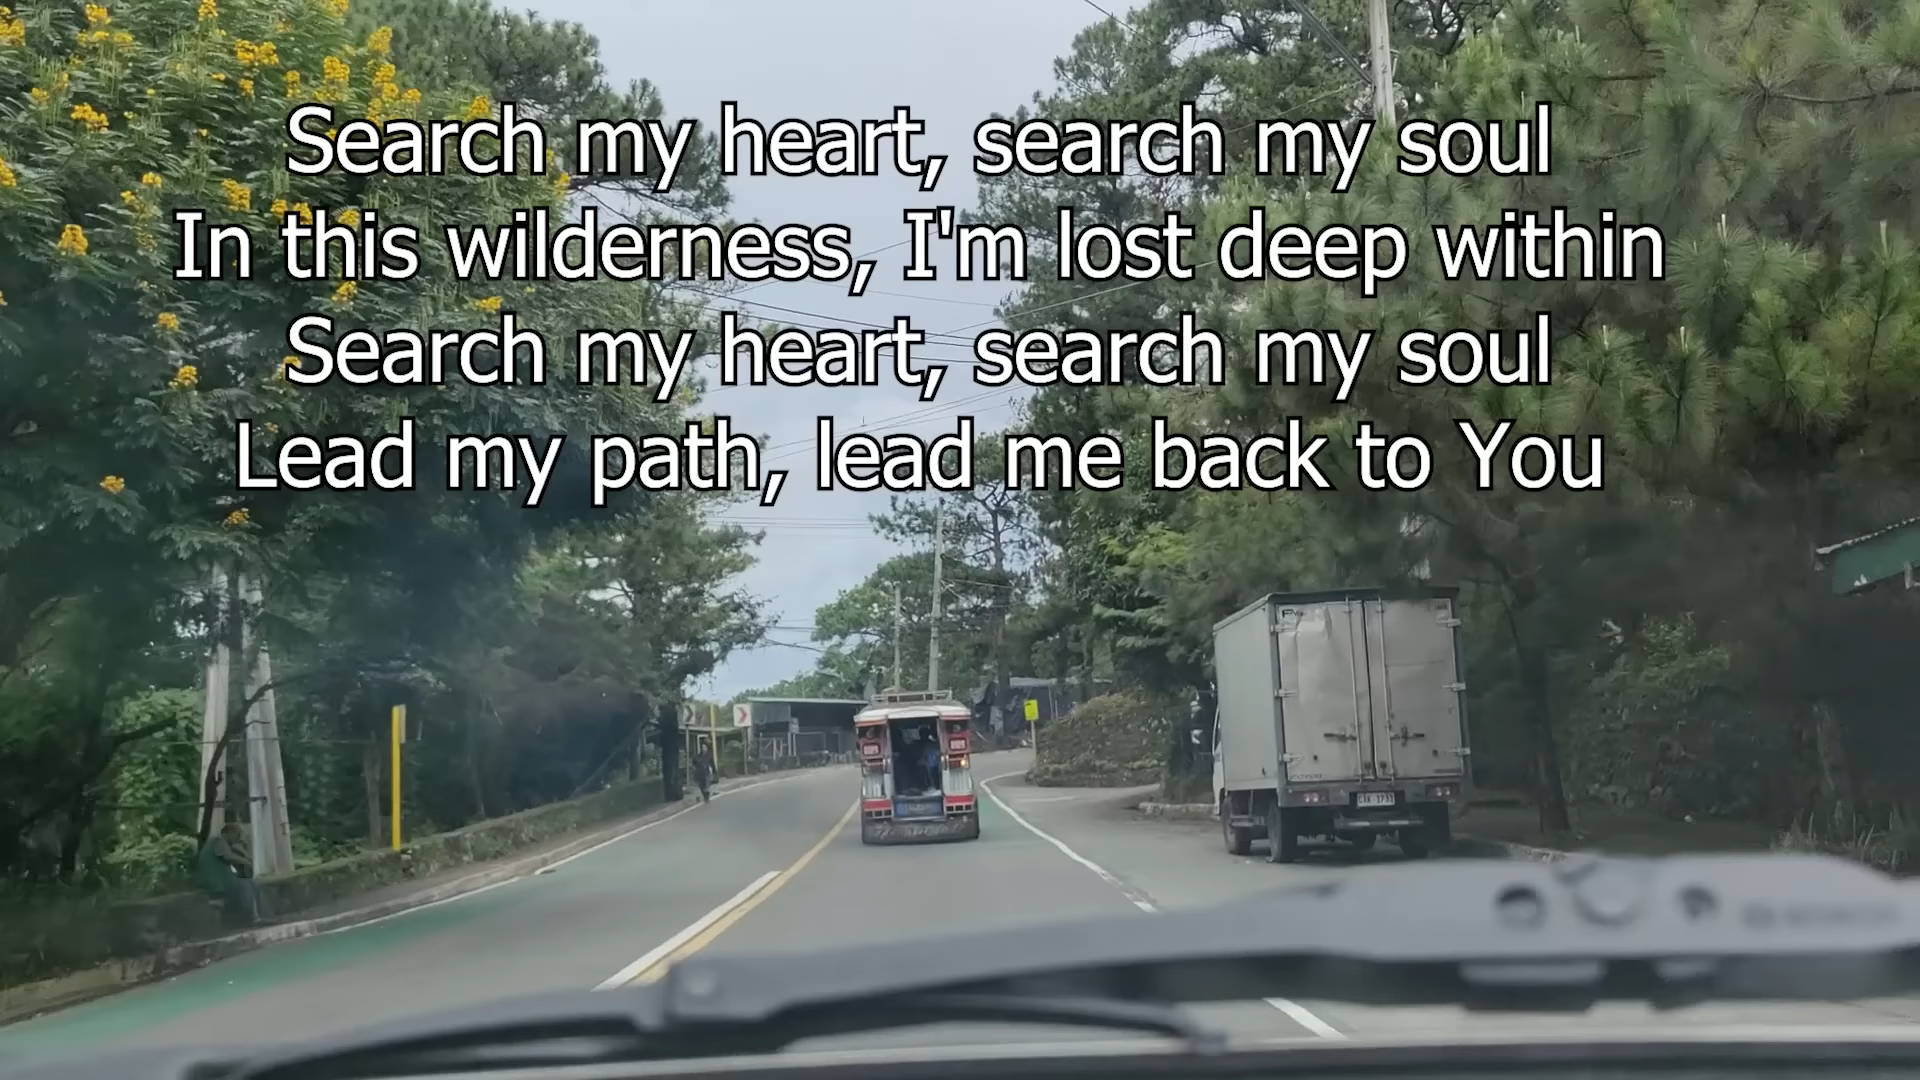 Search my heart, search my soul
In this wilderness, I'm lost deep within
Search my heart, search my soul
Lead my path, lead me back to You